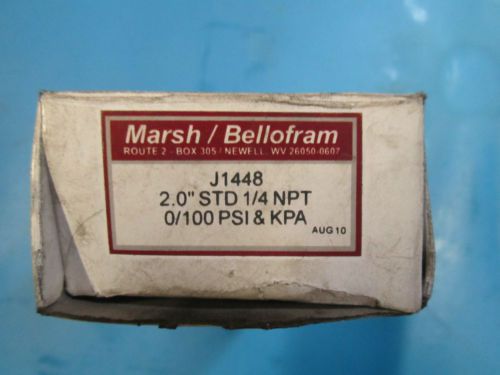 Marsh / Bellofram
ROUTE 2 - BOX 305 / NEWELL, WV 26050-0607
J1448
2.0" STD 1/4 NPT
0/100 PSI & KPA
AUG 10